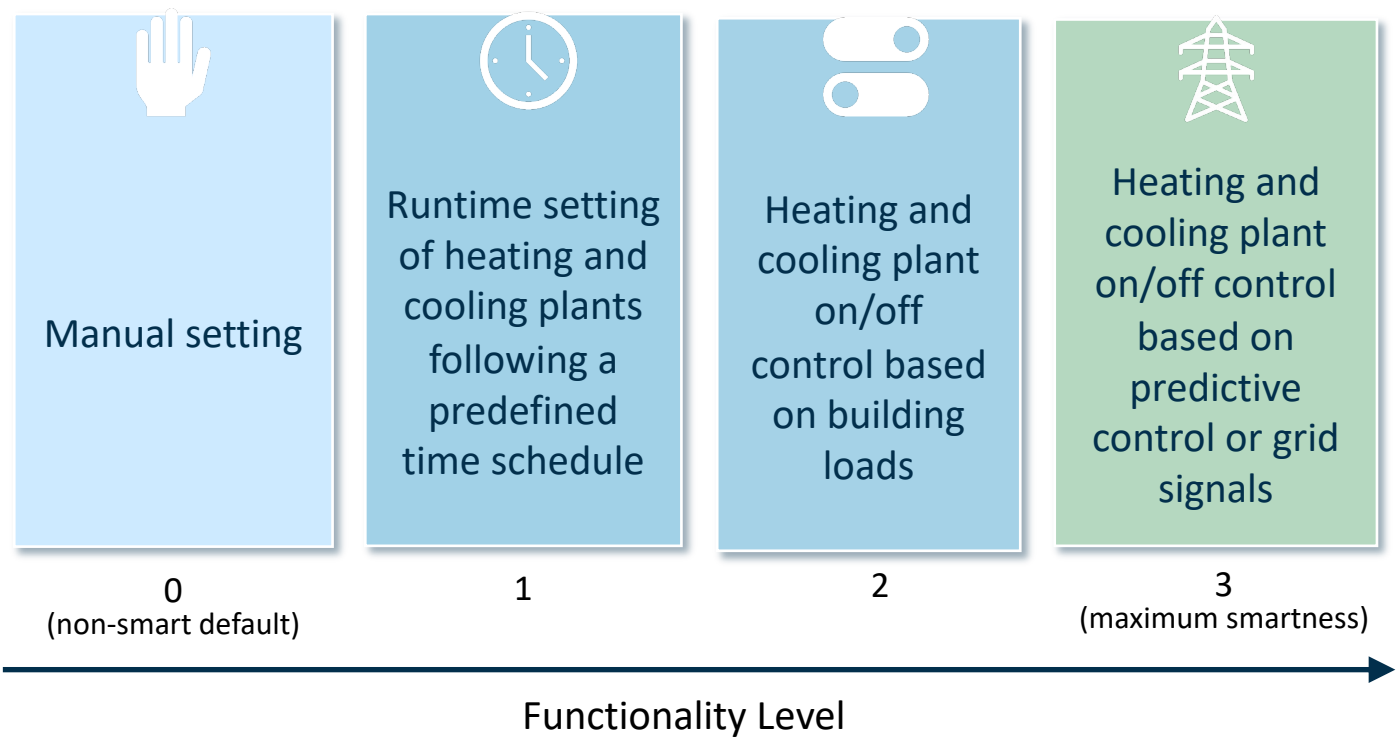 Manual setting
Runtime setting
of heating and
cooling plants
following a
predefined
time schedule
Heating and
cooling plant
on/off
control based
on building
loads
Heating and
cooling plant
on/off control
based on
predictive
control or grid
signals
0
(non-smart default)
1
2
3
(maximum smartness)
Functionality Level